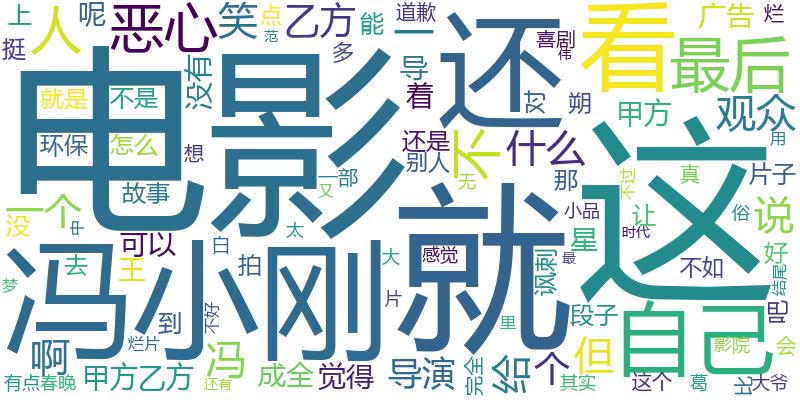 上 人 呢 恶心 笑 点 乙方 能 道歉 一 喜剧 看 广告 烂
挺 范 多 导 还 伟 最后
电影 没有 着 对 朔 甲方 观众
就是 不是 不 什么 用
环保 怎么 想 还是 别人 那 这 片子
故事 一部 又 无 不过 真
一个 没 中 太 小品 让 俗 说
冯小刚 可以 白 就 感觉 星 时代 好
去 王 拍 大 讽刺 最 不如 结尾
梦 到 不好 片 里 段子 自己 吧
啊 烂片 冯 但 影院 会
有点 春晚 甲方乙方 还有 成全 觉得 导演 完全 给 个 其实 这个 葛 比 大爷